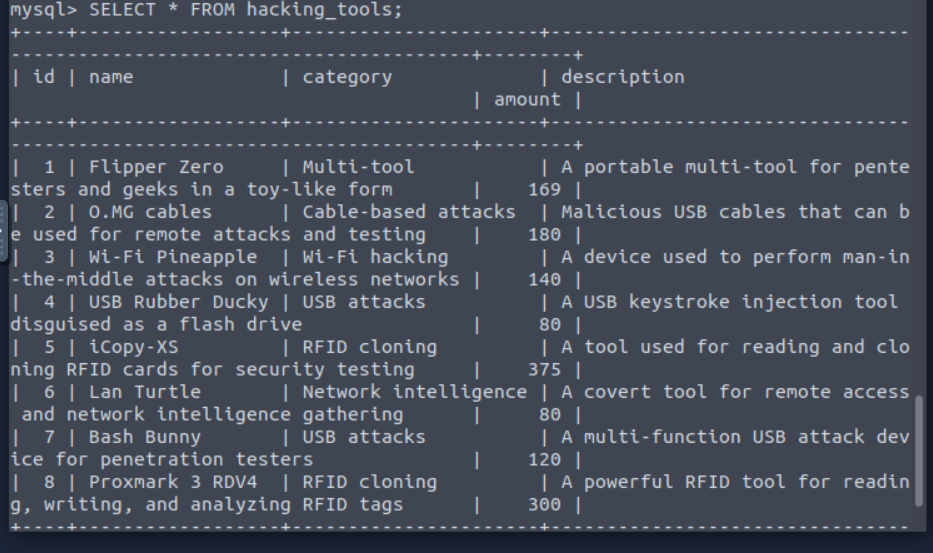 mysql> SELECT * FROM hacking_tools;
+----+------------------+-----------------------+---------------------------------
------------------------------------------+--------+
| id | name             | category              | description
                                          | amount |
+----+------------------+-----------------------+---------------------------------
------------------------------------------+--------+
|  1 | Flipper Zero     | Multi-tool            | A portable multi-tool for pente
sters and geeks in a toy-like form        |    169 |
|  2 | O.MG cables      | Cable-based attacks   | Malicious USB cables that can b
e used for remote attacks and testing     |    180 |
|  3 | Wi-Fi Pineapple  | Wi-Fi hacking         | A device used to perform man-in
-the-middle attacks on wireless networks |    140 |
|  4 | USB Rubber Ducky | USB attacks           | A USB keystroke injection tool
disguised as a flash drive                |     80 |
|  5 | iCopy-XS         | RFID cloning          | A tool used for reading and clo
ning RFID cards for security testing      |    375 |
|  6 | Lan Turtle       | Network intelligence | A covert tool for remote access
 and network intelligence gathering       |     80 |
|  7 | Bash Bunny       | USB attacks           | A multi-function USB attack dev
ice for penetration testers               |    120 |
|  8 | Proxmark 3 RDV4  | RFID cloning          | A powerful RFID tool for readin
g, writing, and analyzing RFID tags       |    300 |
+----+------------------+-----------------------+---------------------------------